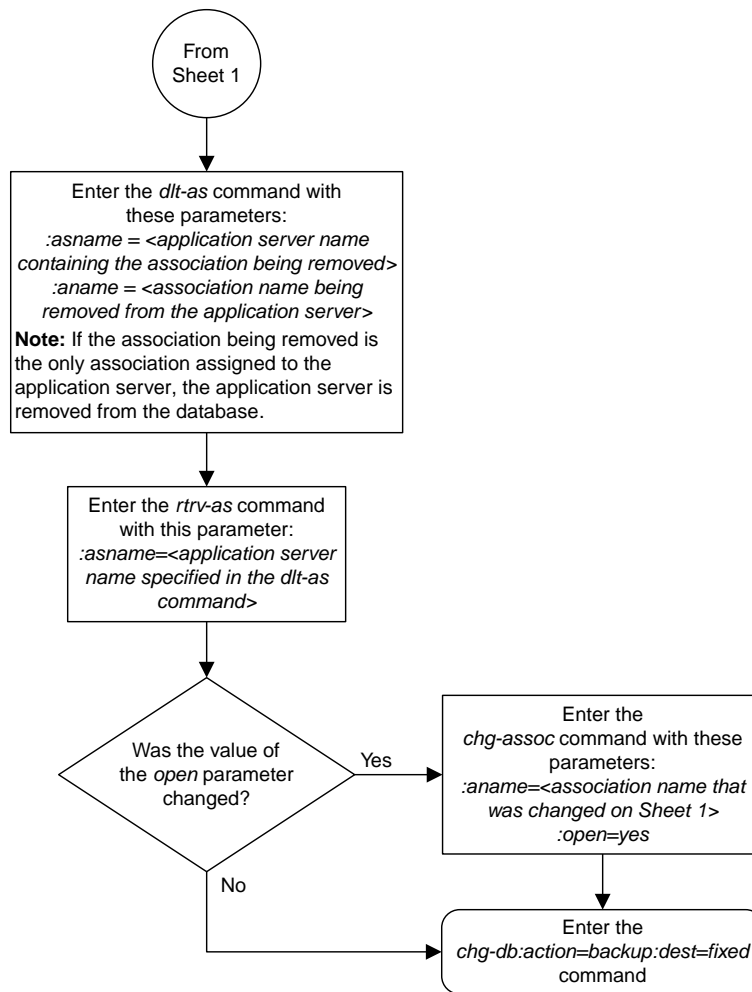 From
Sheet 1
Enter the dlt-as command with
these parameters:
:asname = <application server name
containing the association being removed>
:aname = <association name being
removed from the application server>
Note: If the association being removed is
the only association assigned to the
application server, the application server is
removed from the database.
Enter the rtrv-as command
with this parameter:
:asname=<application server
name specified in the dlt-as
command>
Was the value of
the open parameter
changed?
Yes
Enter the
chg-assoc command with these
parameters:
:aname=<association name that
was changed on Sheet 1>
:open=yes
No
Enter the
chg-db:action=backup:dest=fixed
command